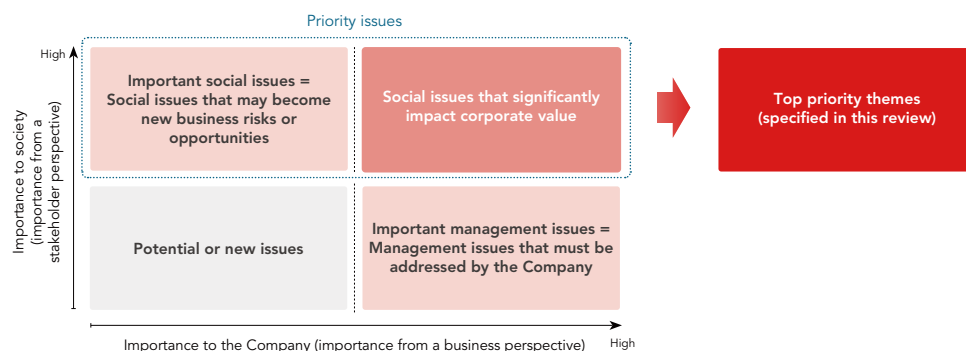 Priority issues
High
Important social issues =
Social issues that may become
new business risks or
opportunities
Social issues that significantly
impact corporate value
Top priority themes
(specified in this review)
Importance to society
(importance from a
stakeholder perspective)
Potential or new issues
Important management issues =
Management issues that must be
addressed by the Company
Importance to the Company (importance from a business perspective)
High